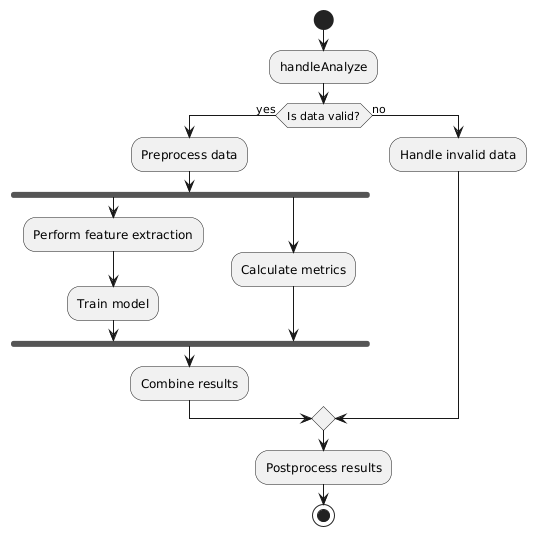 handleAnalyze
yes
Is data valid?
no
Preprocess data
Handle invalid data
Perform feature extraction
Calculate metrics
Train model
Combine results
Postprocess results